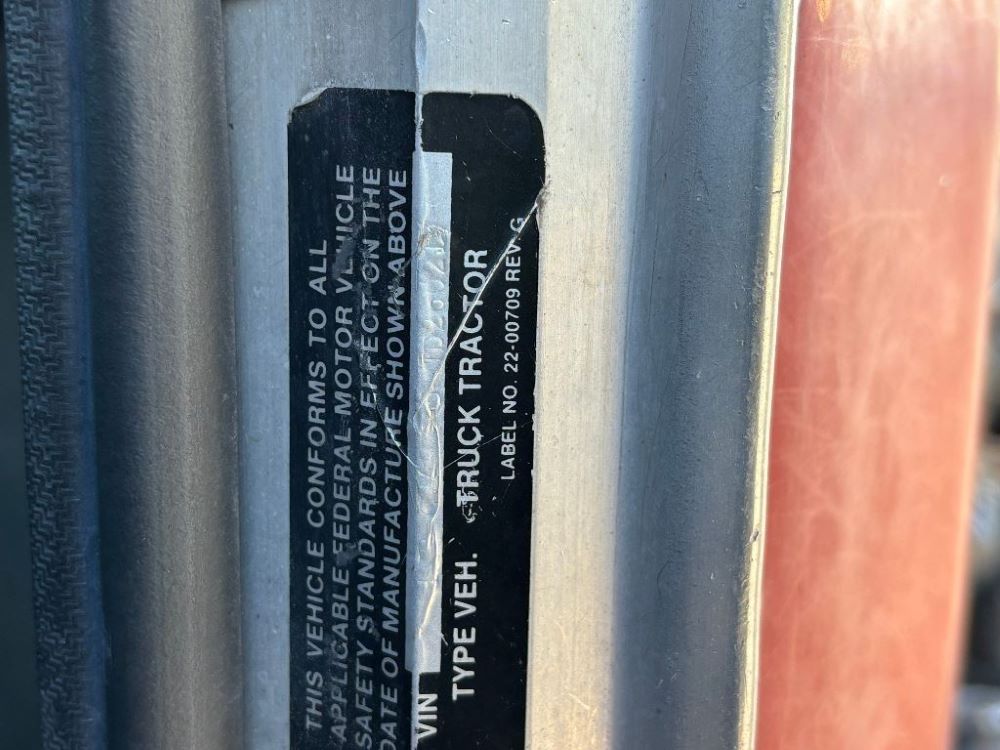 THIS VEHICLE CONFORMS TO ALL
APPLICABLE FEDERAL MOTOR VEHICLE
SAFETY STANDARDS IN EFFECT ON THE
DATE OF MANUFACTURE SHOWN ABOVE
VIN
TYPE VEH. TRUCK TRACTOR
LABEL NO. 22-00709 REV. G